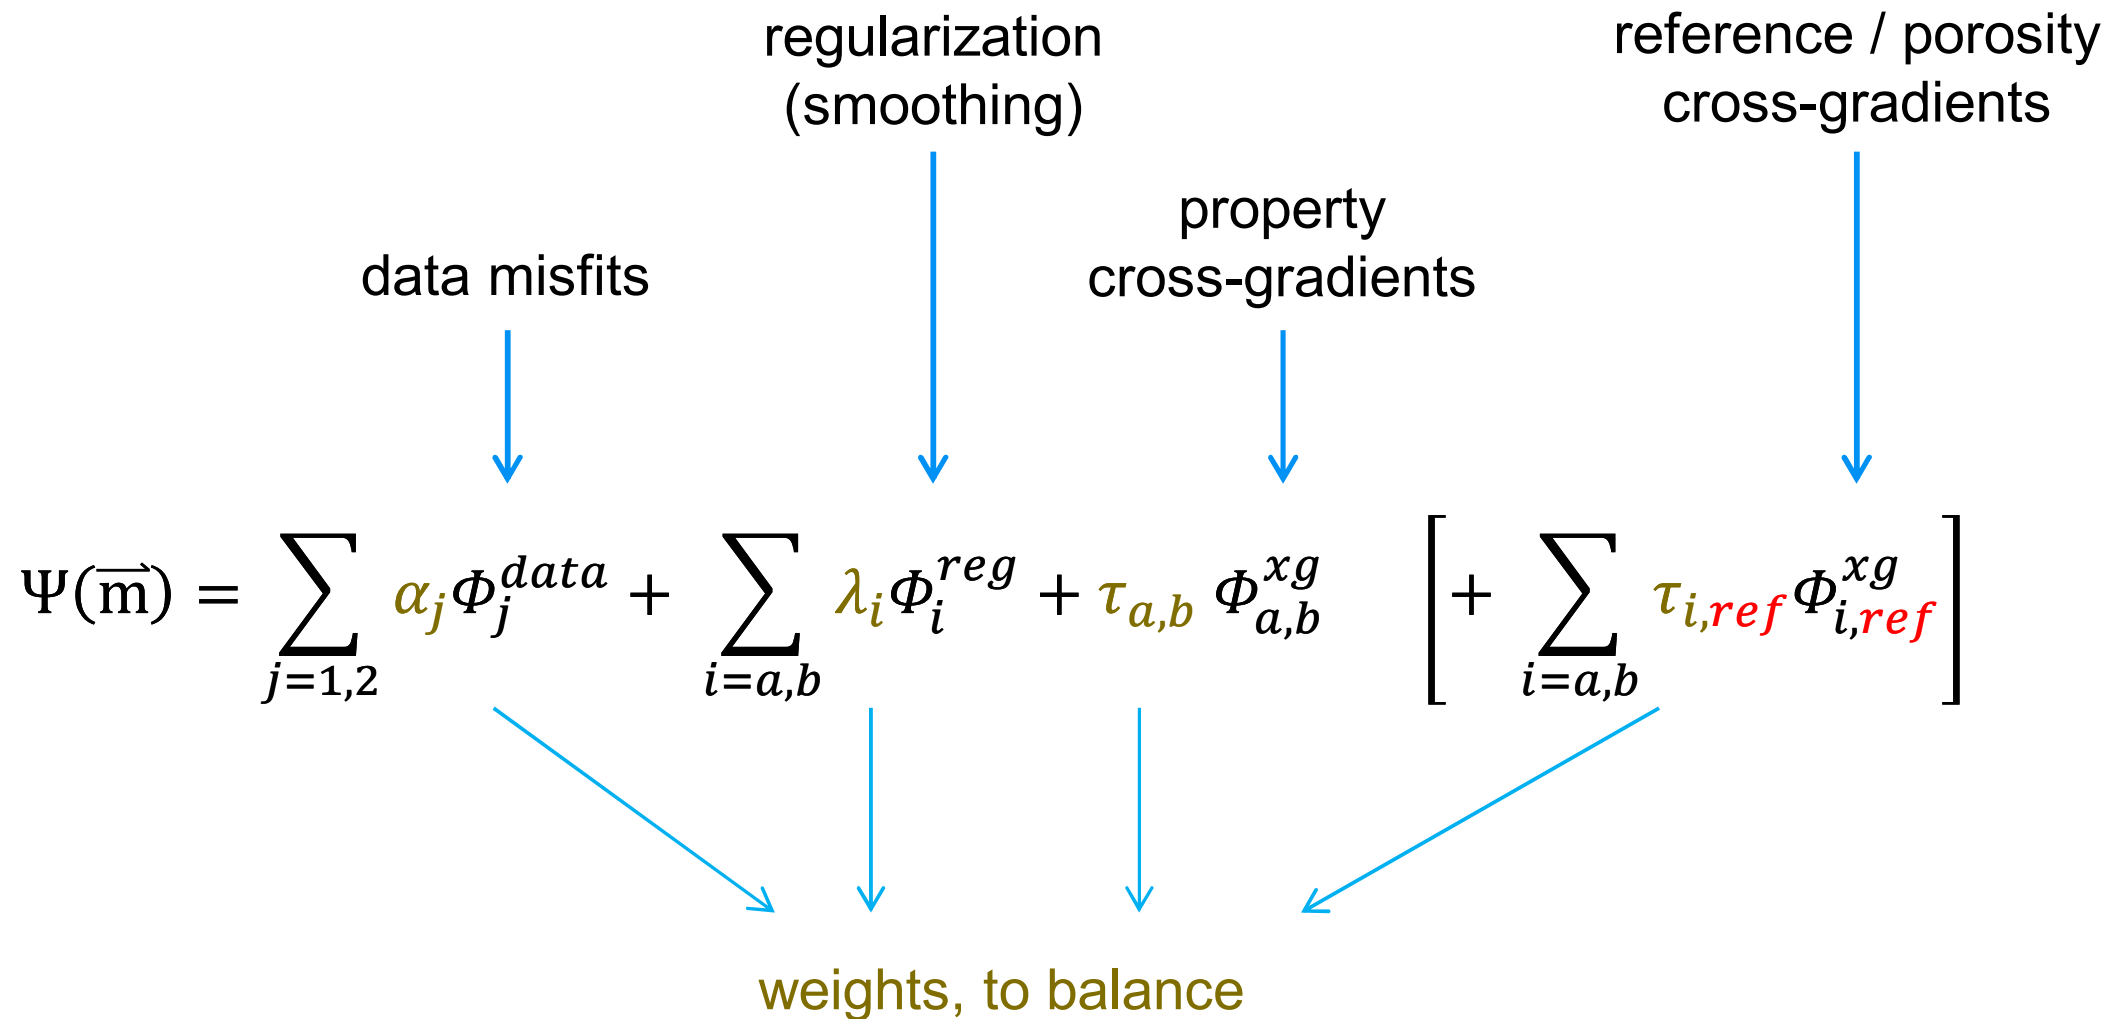 regularization
(smoothing)
reference / porosity
cross-gradients
property
cross-gradients
data misfits
Ψ(m⃗) = ∑_{j=1,2} α_j Φ_j^{data} + ∑_{i=a,b} λ_i Φ_i^{reg} + τ_{a,b} Φ_{a,b}^{xg} [+ ∑_{i=a,b} τ_{i,ref} Φ_{i,ref}^{xg}]
weights, to balance